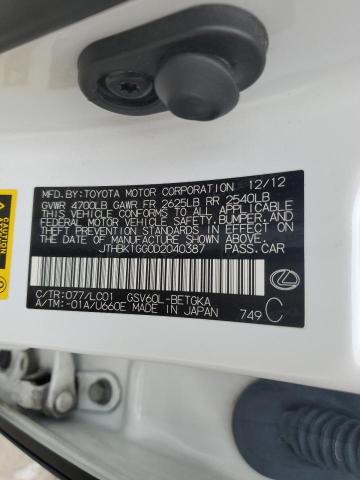 MFD. BY: TOYOTA MOTOR CORPORATION 12/12
GVWR 4700LB GAWR FR 2625LB RR 2540LB
THIS VEHICLE CONFORMS TO ALL APPLICABLE
FEDERAL MOTOR VEHICLE SAFETY, BUMPER, AND
THEFT PREVENTION STANDARDS IN EFFECT ON
THE DATE OF MANUFACTURE SHOWN ABOVE.
JTHBK1GG0D2040387 PASS.CAR
C/TR:077/LC01 GSV60L-BETGKA
A/TM:-01A/U660E MADE IN JAPAN 749 C
CAUTION